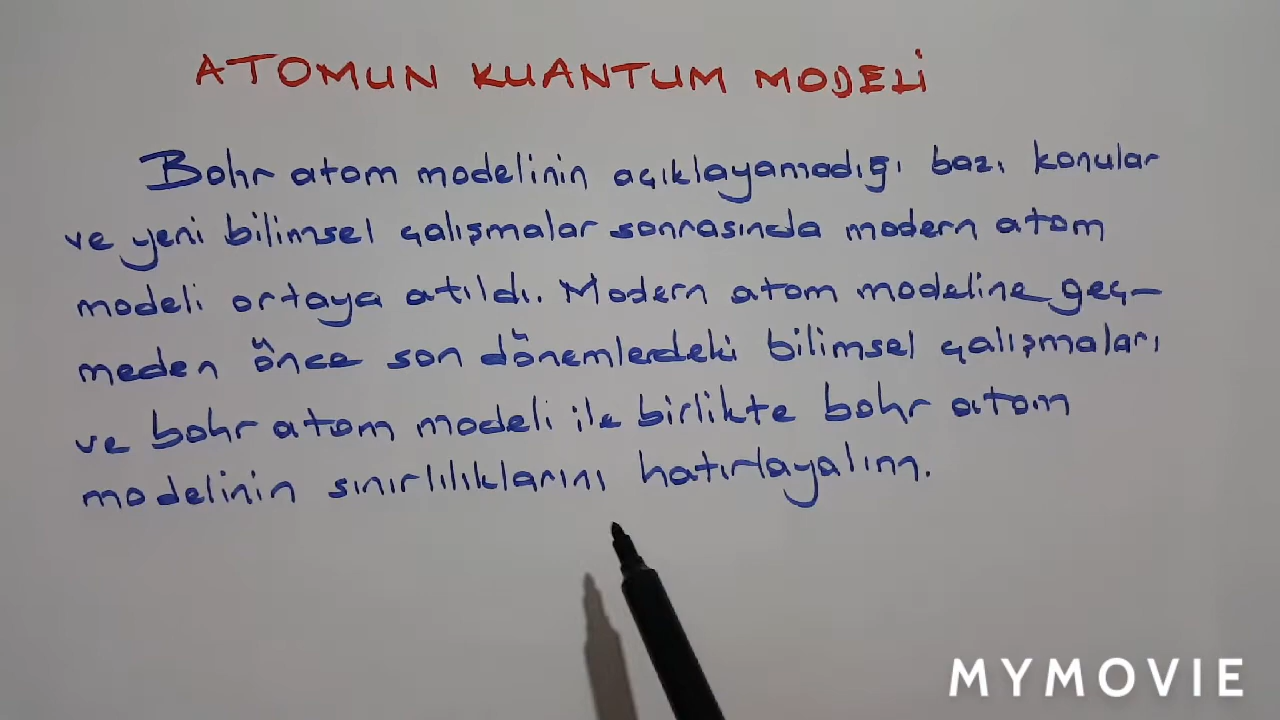 ATOMUN KUANTUM MODELİ
Bohr atom modelinin açıklayamadığı bazı konular
ve yeni bilimsel çalışmalar sonrasında modern atom
modeli ortaya atıldı. Modern atom modeline geç-
meden önce son dönemlerdeki bilimsel çalışmaları
ve bohr atom modeli ile birlikte bohr atom
modelinin sınırlılıklarını hatırlayalım.
MYMOVIE